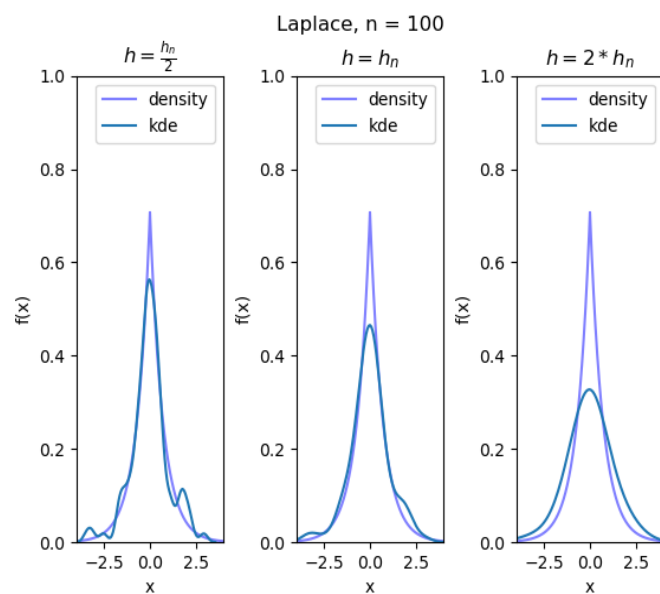 Laplace, n = 100
h = h_n/2
h = h_n
h = 2 * h_n
density
kde
density
kde
density
kde
f(x)
1.0
0.8
0.6
0.4
0.2
0.0
−2.5 0.0 2.5
x
f(x)
1.0
0.8
0.6
0.4
0.2
0.0
−2.5 0.0 2.5
x
f(x)
1.0
0.8
0.6
0.4
0.2
0.0
−2.5 0.0 2.5
x